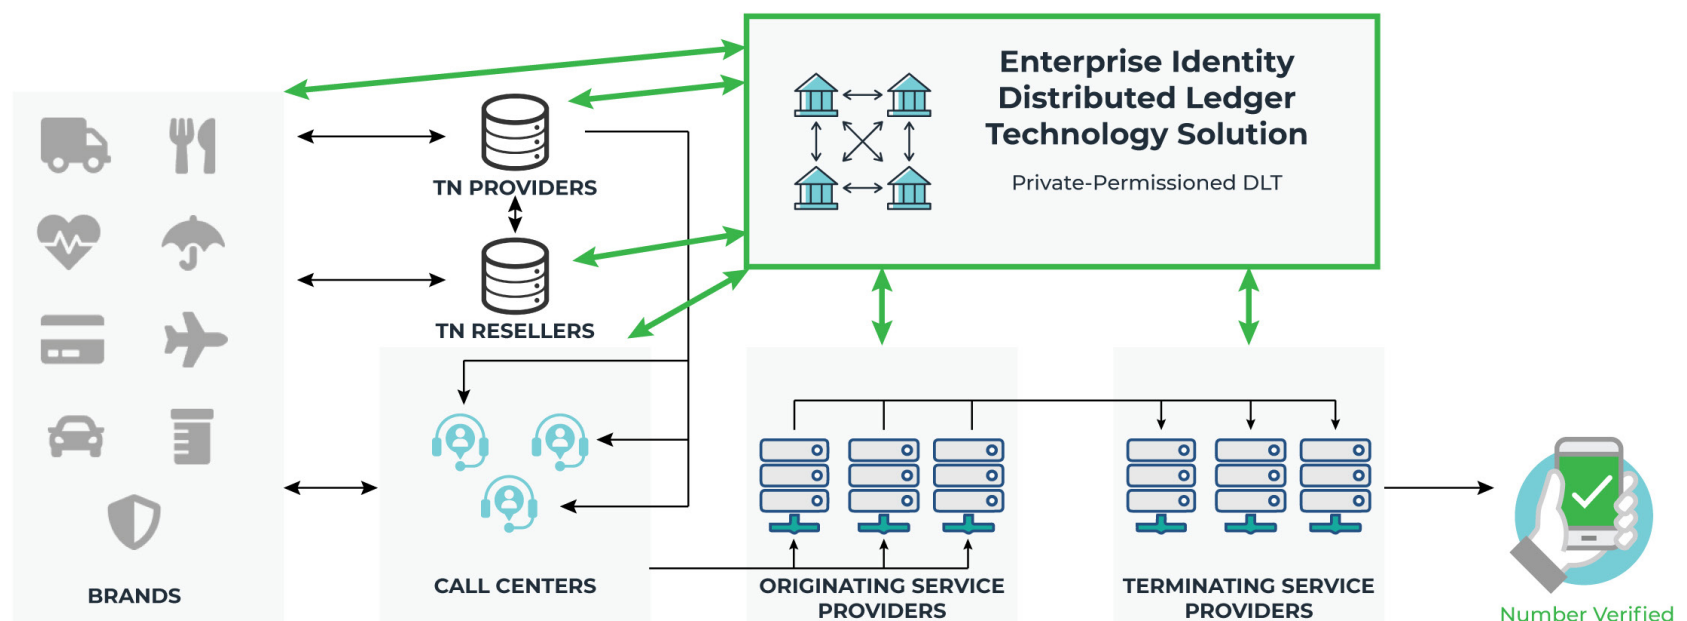 Enterprise Identity
Distributed Ledger
Technology Solution
Private-Permissioned DLT
TN PROVIDERS
TN RESELLERS
BRANDS
CALL CENTERS
ORIGINATING SERVICE
PROVIDERS
TERMINATING SERVICE
PROVIDERS
Number Verified